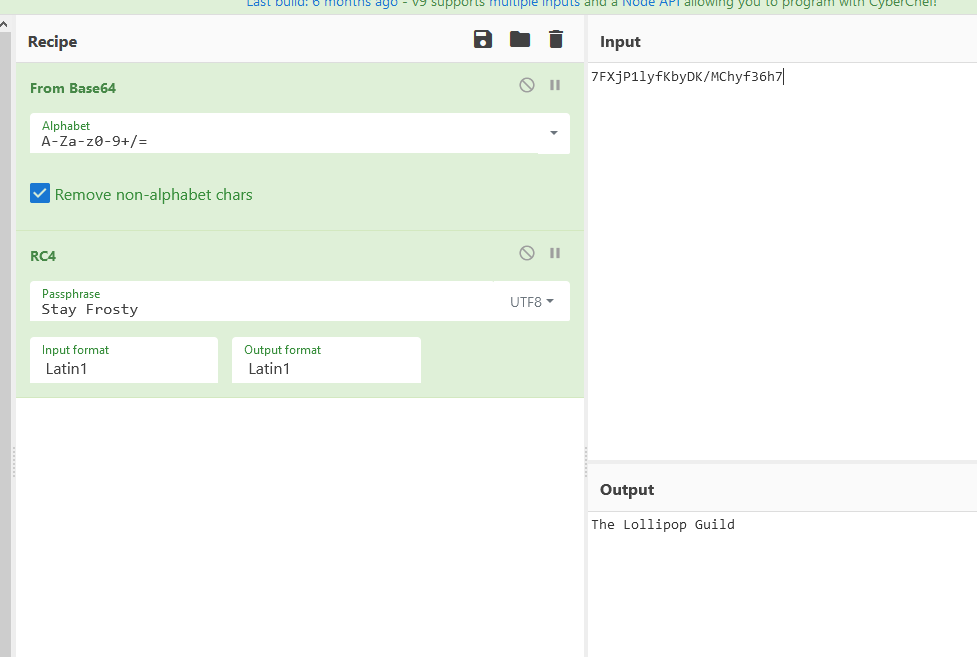 Last build: 6 months ago - v9 supports multiple inputs and a Node API allowing you to program with CyberChef!
Recipe
From Base64
Alphabet
A-Za-z0-9+/=
Remove non-alphabet chars
RC4
Passphrase
Stay Frosty
UTF8
Input format
Latin1
Output format
Latin1
Input
7FXjP1lyfKbyDK/MChyf36h7
Output
The Lollipop Guild